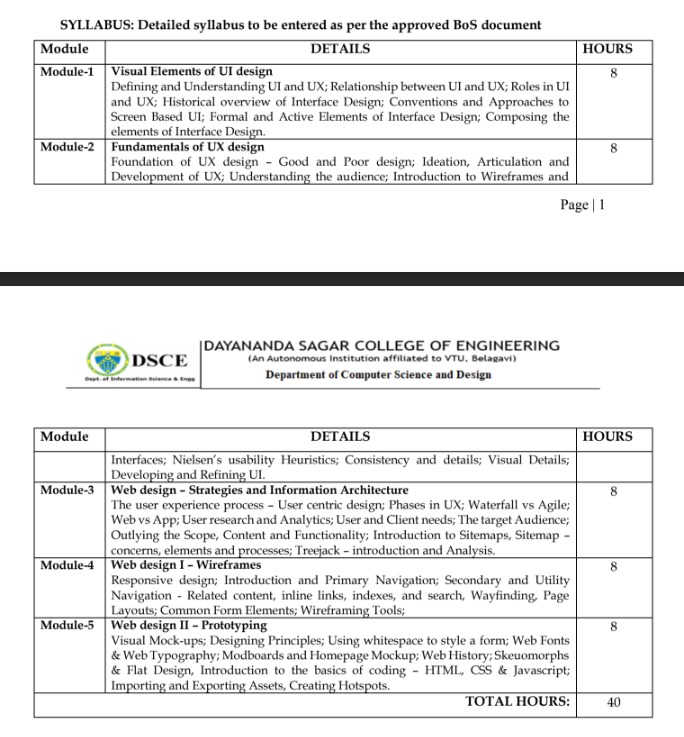 SYLLABUS: Detailed syllabus to be entered as per the approved BoS document
Module DETAILS HOURS
Module-1 Visual Elements of UI design 8
Defining and Understanding UI and UX; Relationship between UI and UX; Roles in UI
and UX; Historical overview of Interface Design; Conventions and Approaches to
Screen Based UI; Formal and Active Elements of Interface Design; Composing the
elements of Interface Design.
Module-2 Fundamentals of UX design 8
Foundation of UX design – Good and Poor design; Ideation, Articulation and
Development of UX; Understanding the audience; Introduction to Wireframes and
Page | 1
DSCE
Dept. of Information Science & Engg
DAYANANDA SAGAR COLLEGE OF ENGINEERING
(An Autonomous Institution affiliated to VTU, Belagavi)
Department of Computer Science and Design
Module DETAILS HOURS
Interfaces; Nielsen's usability Heuristics; Consistency and details; Visual Details;
Developing and Refining UI.
Module-3 Web design – Strategies and Information Architecture 8
The user experience process – User centric design; Phases in UX; Waterfall vs Agile;
Web vs App; User research and Analytics; User and Client needs; The target Audience;
Outlying the Scope, Content and Functionality; Introduction to Sitemaps, Sitemap –
concerns, elements and processes; Treejack – introduction and Analysis.
Module-4 Web design I – Wireframes 8
Responsive design; Introduction and Primary Navigation; Secondary and Utility
Navigation - Related content, inline links, indexes, and search, Wayfinding, Page
Layouts; Common Form Elements; Wireframing Tools;
Module-5 Web design II – Prototyping 8
Visual Mock-ups; Designing Principles; Using whitespace to style a form; Web Fonts
& Web Typography; Modboards and Homepage Mockup; Web History; Skeuomorphs
& Flat Design, Introduction to the basics of coding – HTML, CSS & Javascript;
Importing and Exporting Assets, Creating Hotspots.
TOTAL HOURS: 40